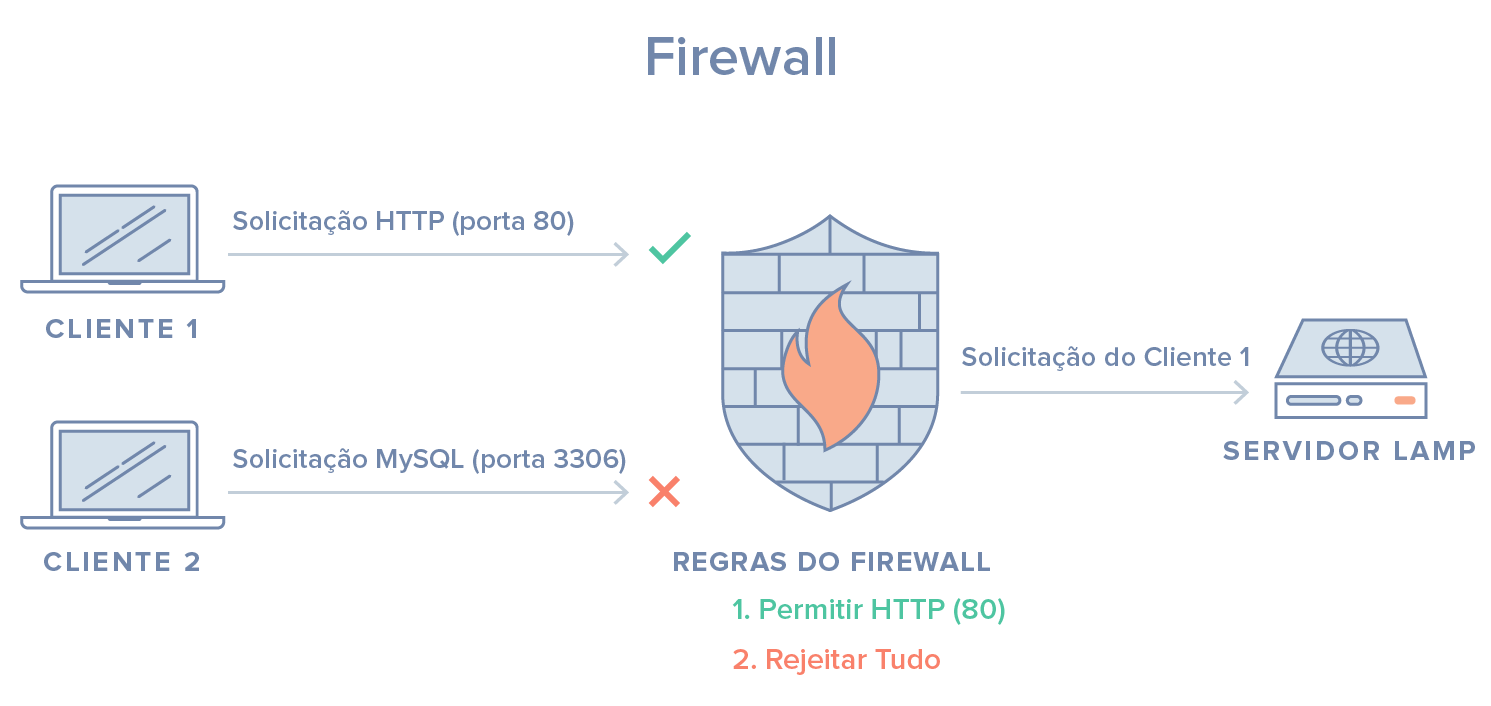 Firewall
Solicitação HTTP (porta 80)
CLIENTE 1
Solicitação do Cliente 1
SERVIDOR LAMP
Solicitação MySQL (porta 3306)
CLIENTE 2
REGRAS DO FIREWALL
1. Permitir HTTP (80)
2. Rejeitar Tudo